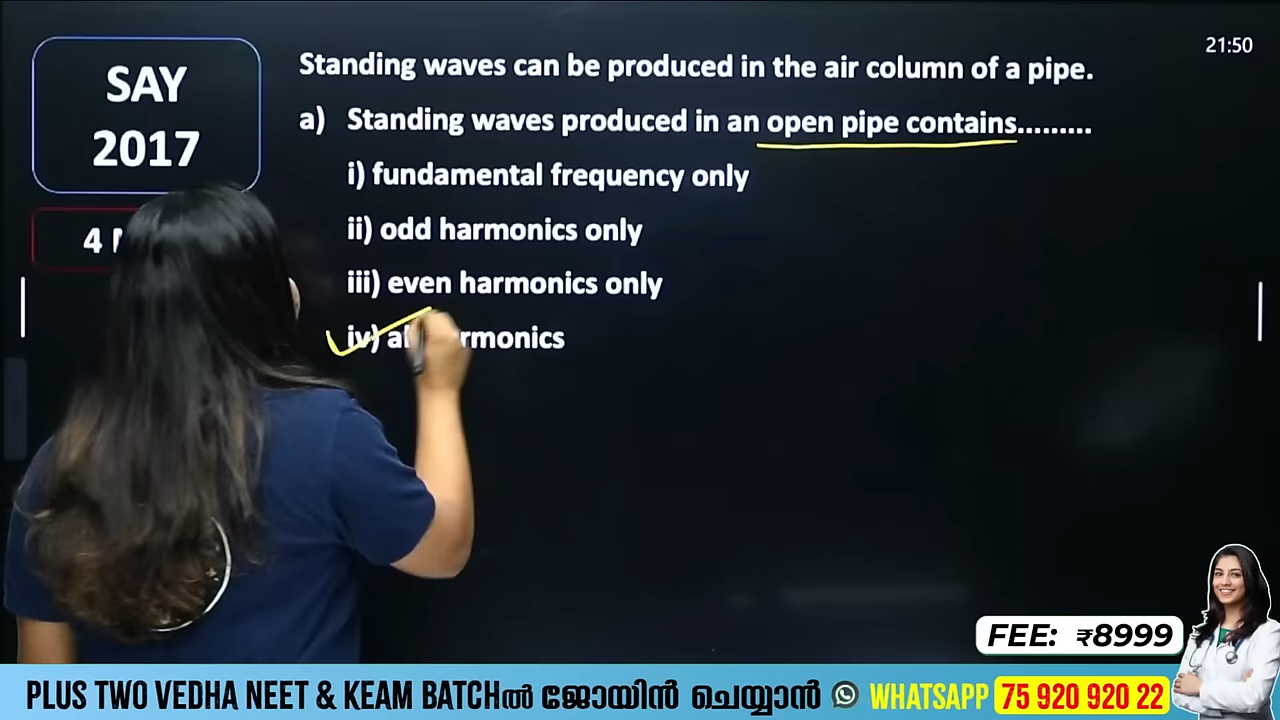 SAY
2017
4
21:50
Standing waves can be produced in the air column of a pipe.
a) Standing waves produced in an open pipe contains.........
i) fundamental frequency only
ii) odd harmonics only
iii) even harmonics only
iv) harmonics
FEE: ₹8999
PLUS TWO VEDHA NEET & KEAM BATCHൽ ജോയിൻ ചെയ്യാൻ WHATSAPP 75 920 920 22